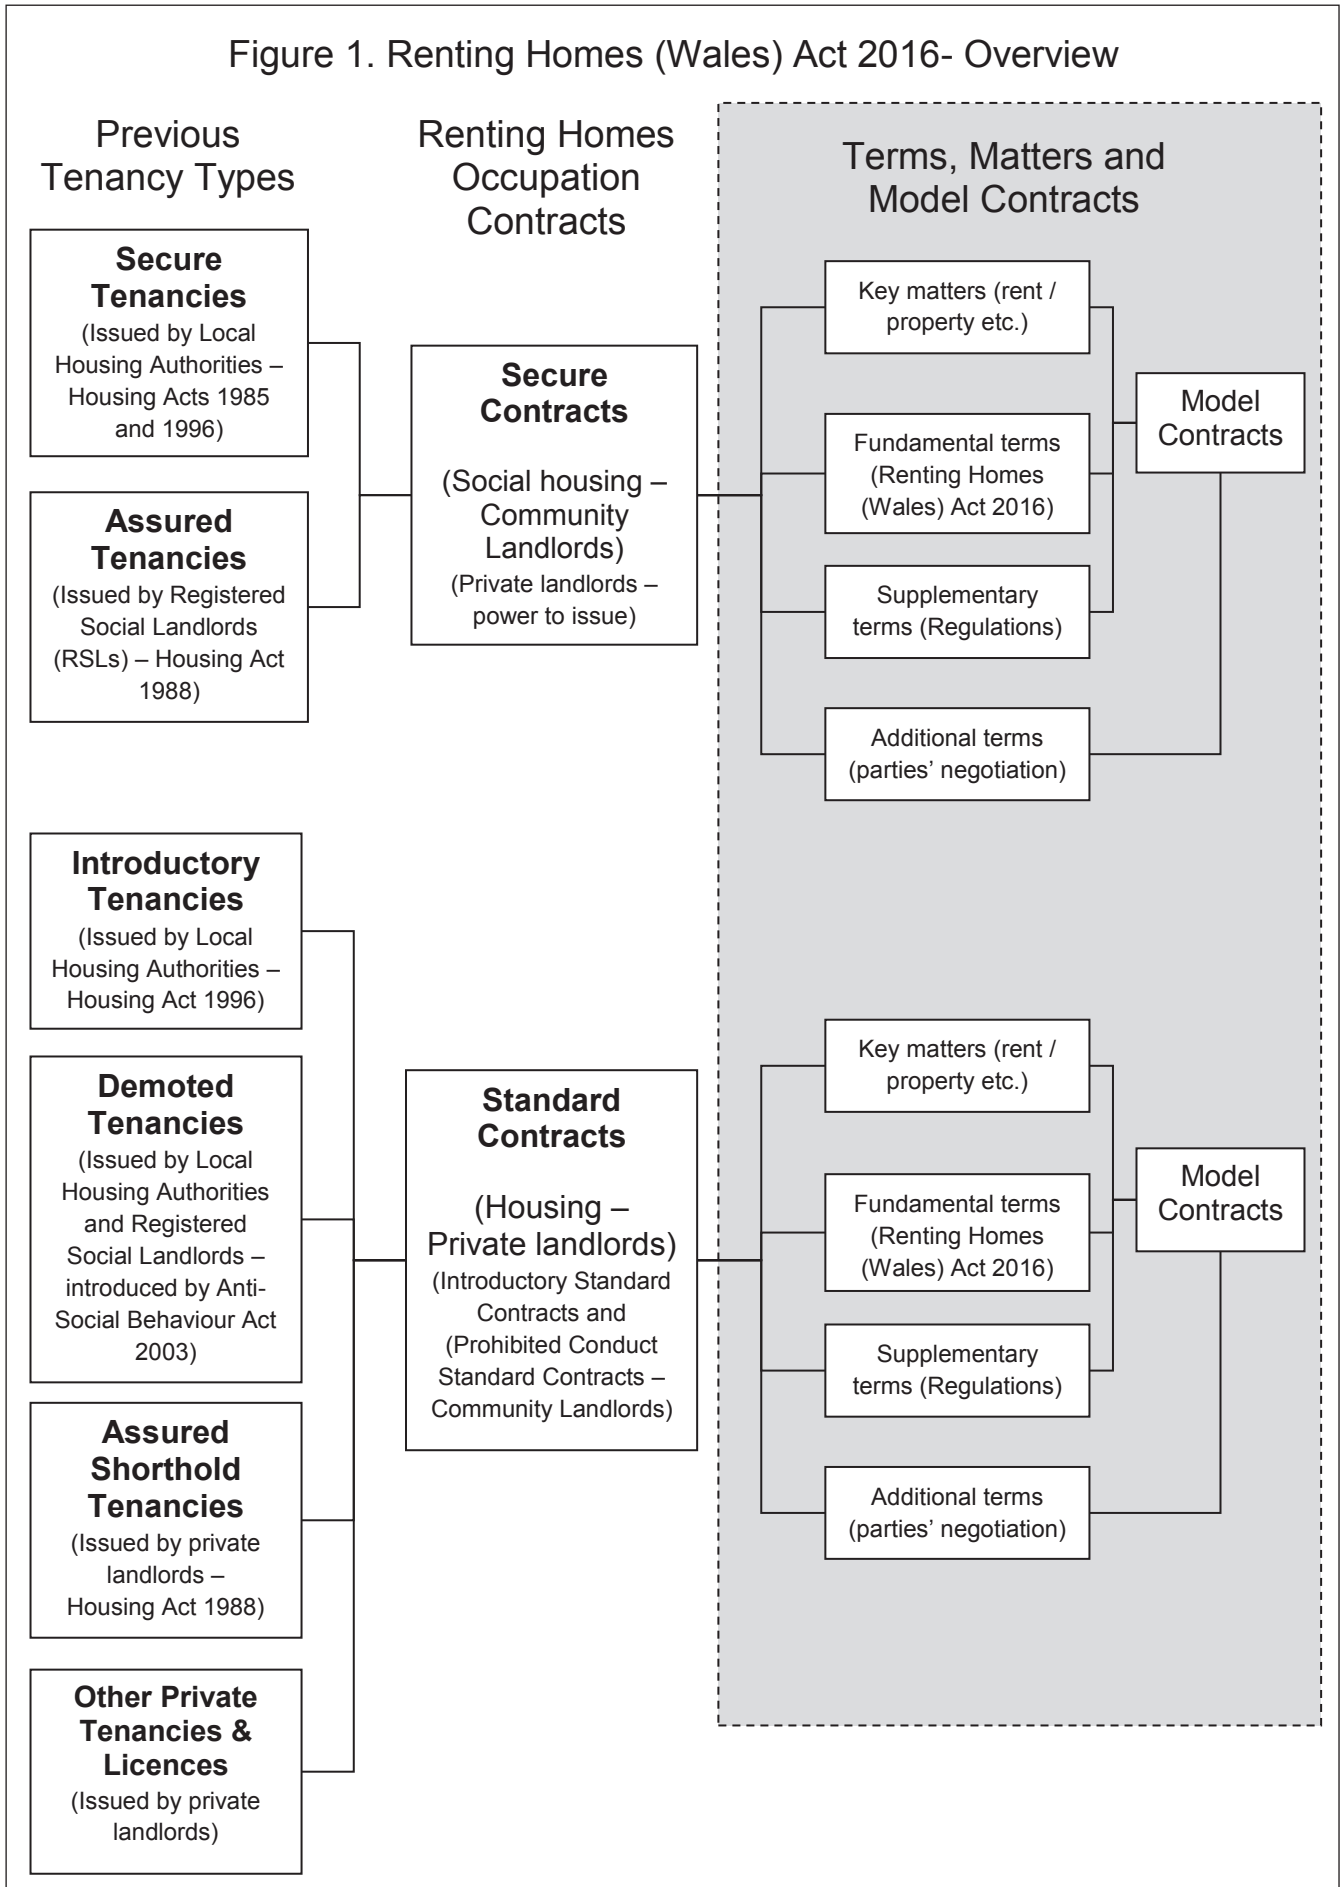 Figure 1. Renting Homes (Wales) Act 2016- Overview
Previous
Tenancy Types
Renting Homes
Occupation
Contracts
Terms, Matters and
Model Contracts
Secure
Tenancies
(Issued by Local
Housing Authorities –
Housing Acts 1985
and 1996)
Assured
Tenancies
(Issued by Registered
Social Landlords
(RSLs) – Housing Act
1988)
Secure
Contracts
(Social housing –
Community
Landlords)
(Private landlords –
power to issue)
Key matters (rent /
property etc.)
Fundamental terms
(Renting Homes
(Wales) Act 2016)
Supplementary
terms (Regulations)
Additional terms
(parties’ negotiation)
Model
Contracts
Introductory
Tenancies
(Issued by Local
Housing Authorities –
Housing Act 1996)
Demoted
Tenancies
(Issued by Local
Housing Authorities
and Registered
Social Landlords –
introduced by Anti-
Social Behaviour Act
2003)
Assured
Shorthold
Tenancies
(Issued by private
landlords –
Housing Act 1988)
Other Private
Tenancies &
Licences
(Issued by private
landlords)
Standard
Contracts
(Housing –
Private landlords)
(Introductory Standard
Contracts and
(Prohibited Conduct
Standard Contracts –
Community Landlords)
Key matters (rent /
property etc.)
Fundamental terms
(Renting Homes
(Wales) Act 2016)
Supplementary
terms (Regulations)
Additional terms
(parties’ negotiation)
Model
Contracts